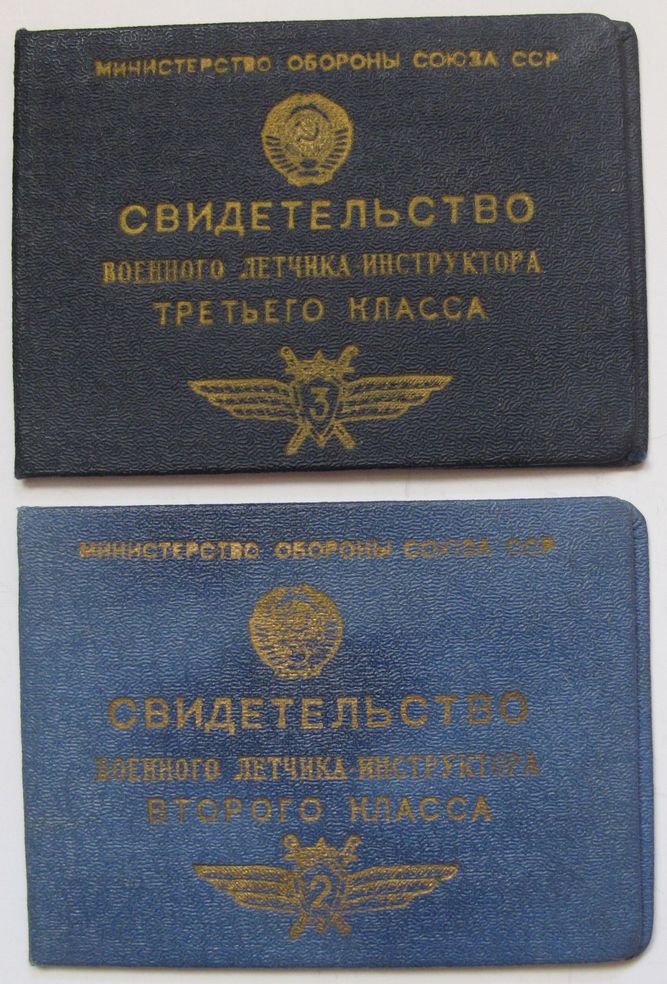 МИНИСТЕРСТВО ОБОРОНЫ СОЮЗА ССР
СВИДЕТЕЛЬСТВО
ВОЕННОГО ЛЕТЧИКА-ИНСТРУКТОРА
ТРЕТЬЕГО КЛАССА
3
МИНИСТЕРСТВО ОБОРОНЫ СОЮЗА ССР
СВИДЕТЕЛЬСТВО
ВОЕННОГО ЛЕТЧИКА-ИНСТРУКТОРА
ВТОРОГО КЛАССА
2